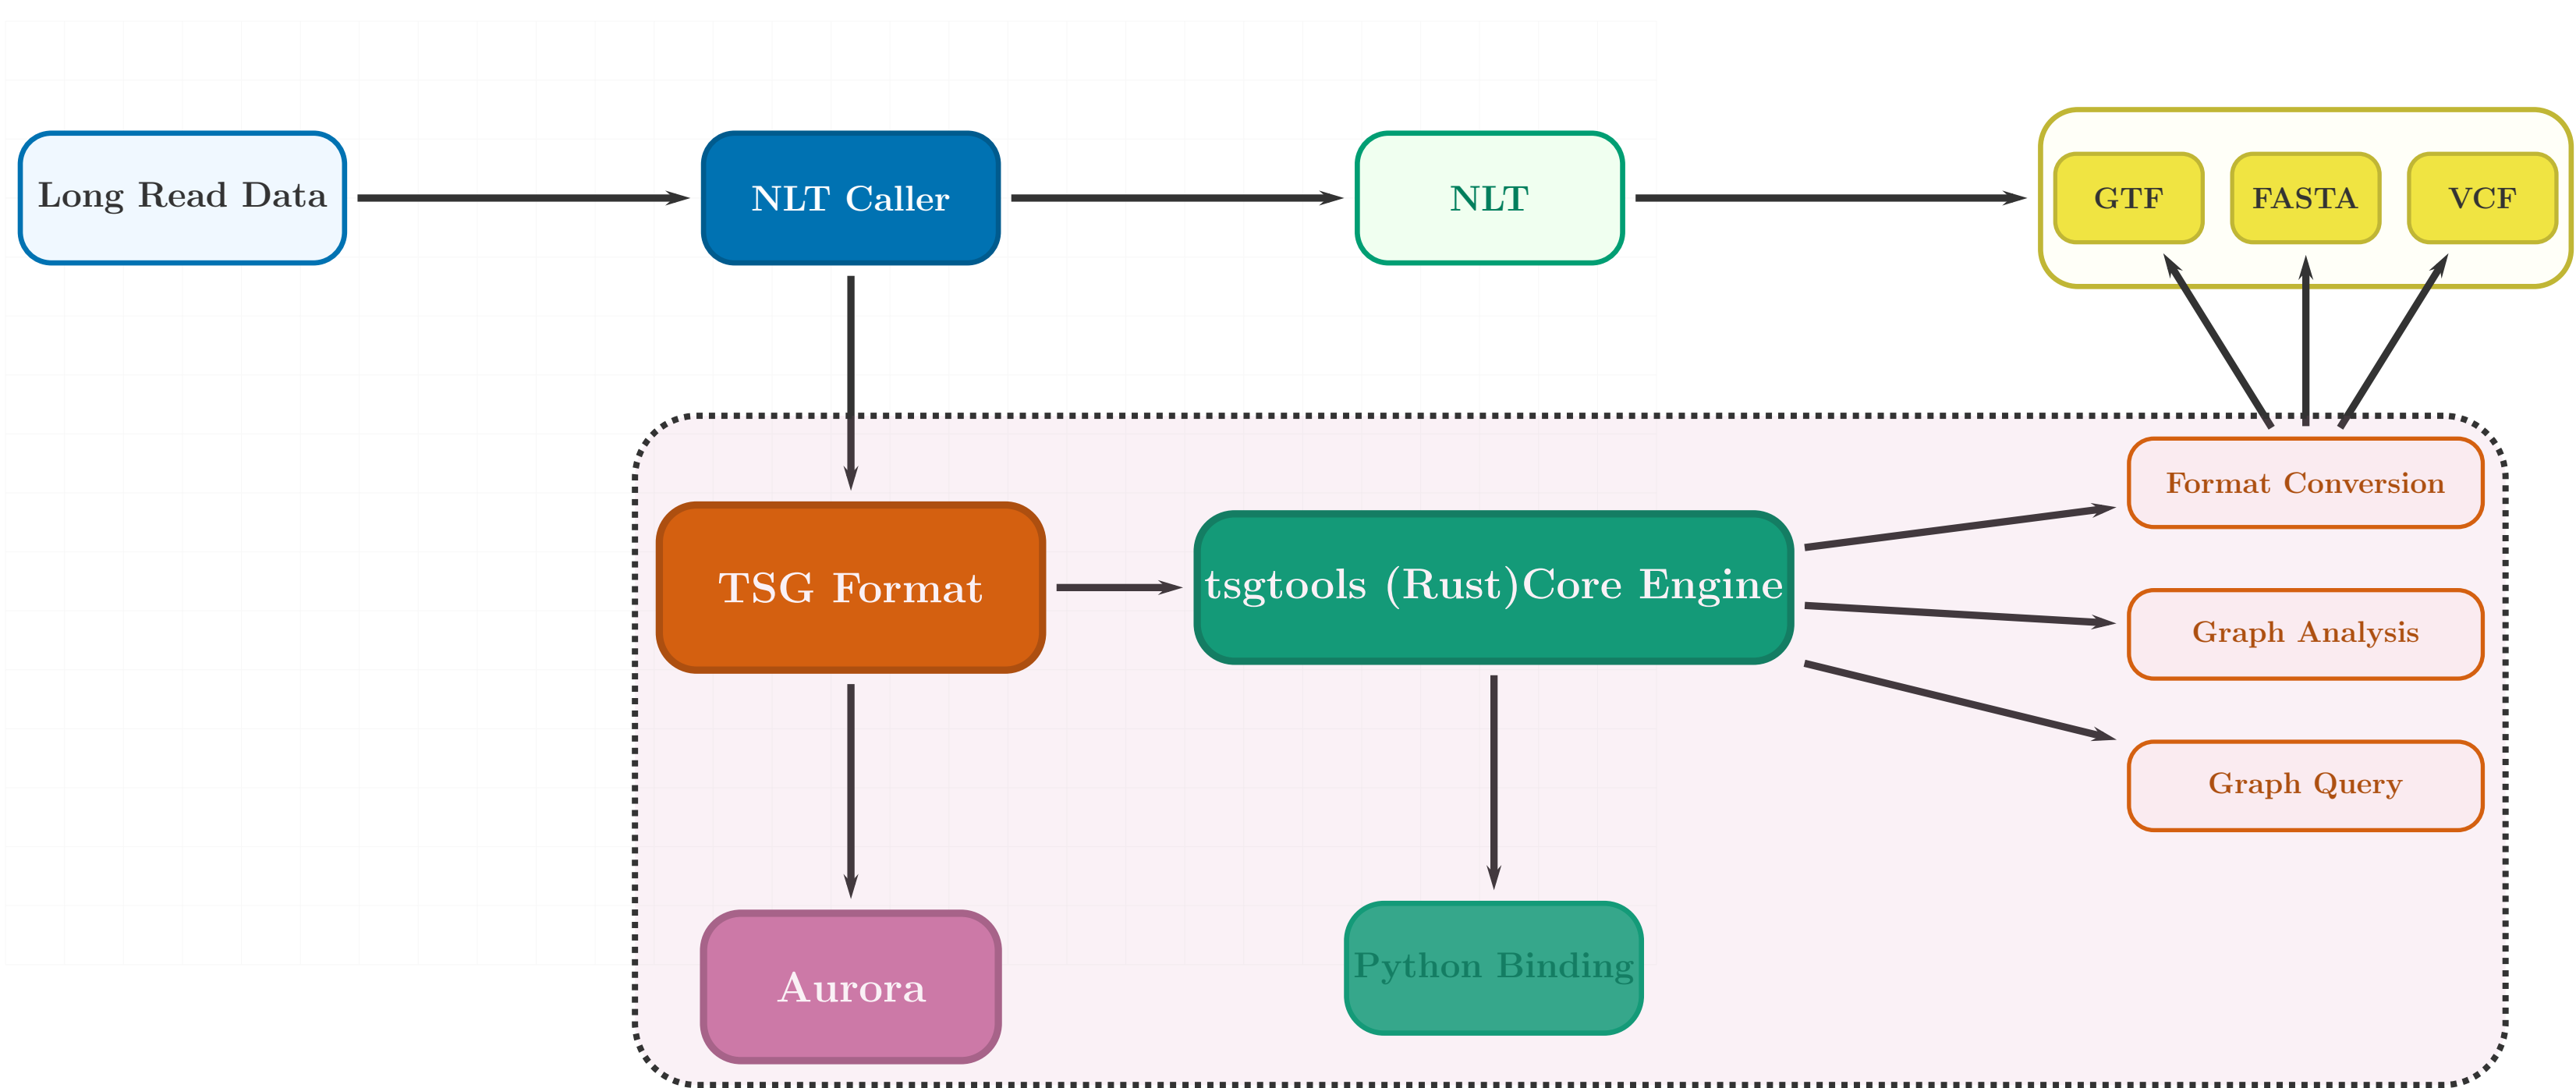 Long Read Data
NLT Caller
NLT
GTF
FASTA
VCF
Format Conversion
TSG Format
tsgtools (Rust)Core Engine
Graph Analysis
Graph Query
Aurora
Python Binding